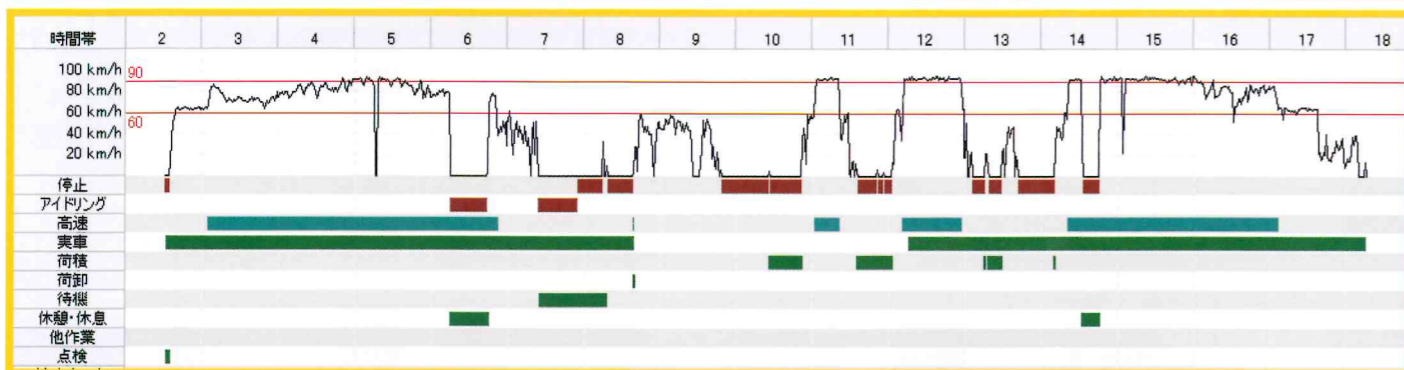 時間帯 2 3 4 5 6 7 8 9 10 11 12 13 14 15 16 17 18
100 km/h 90
80 km/h
60 km/h 60
40 km/h
20 km/h
停止
アイドリング
高速
実車
荷積
荷卸
待機
休憩・休息
他作業
点検